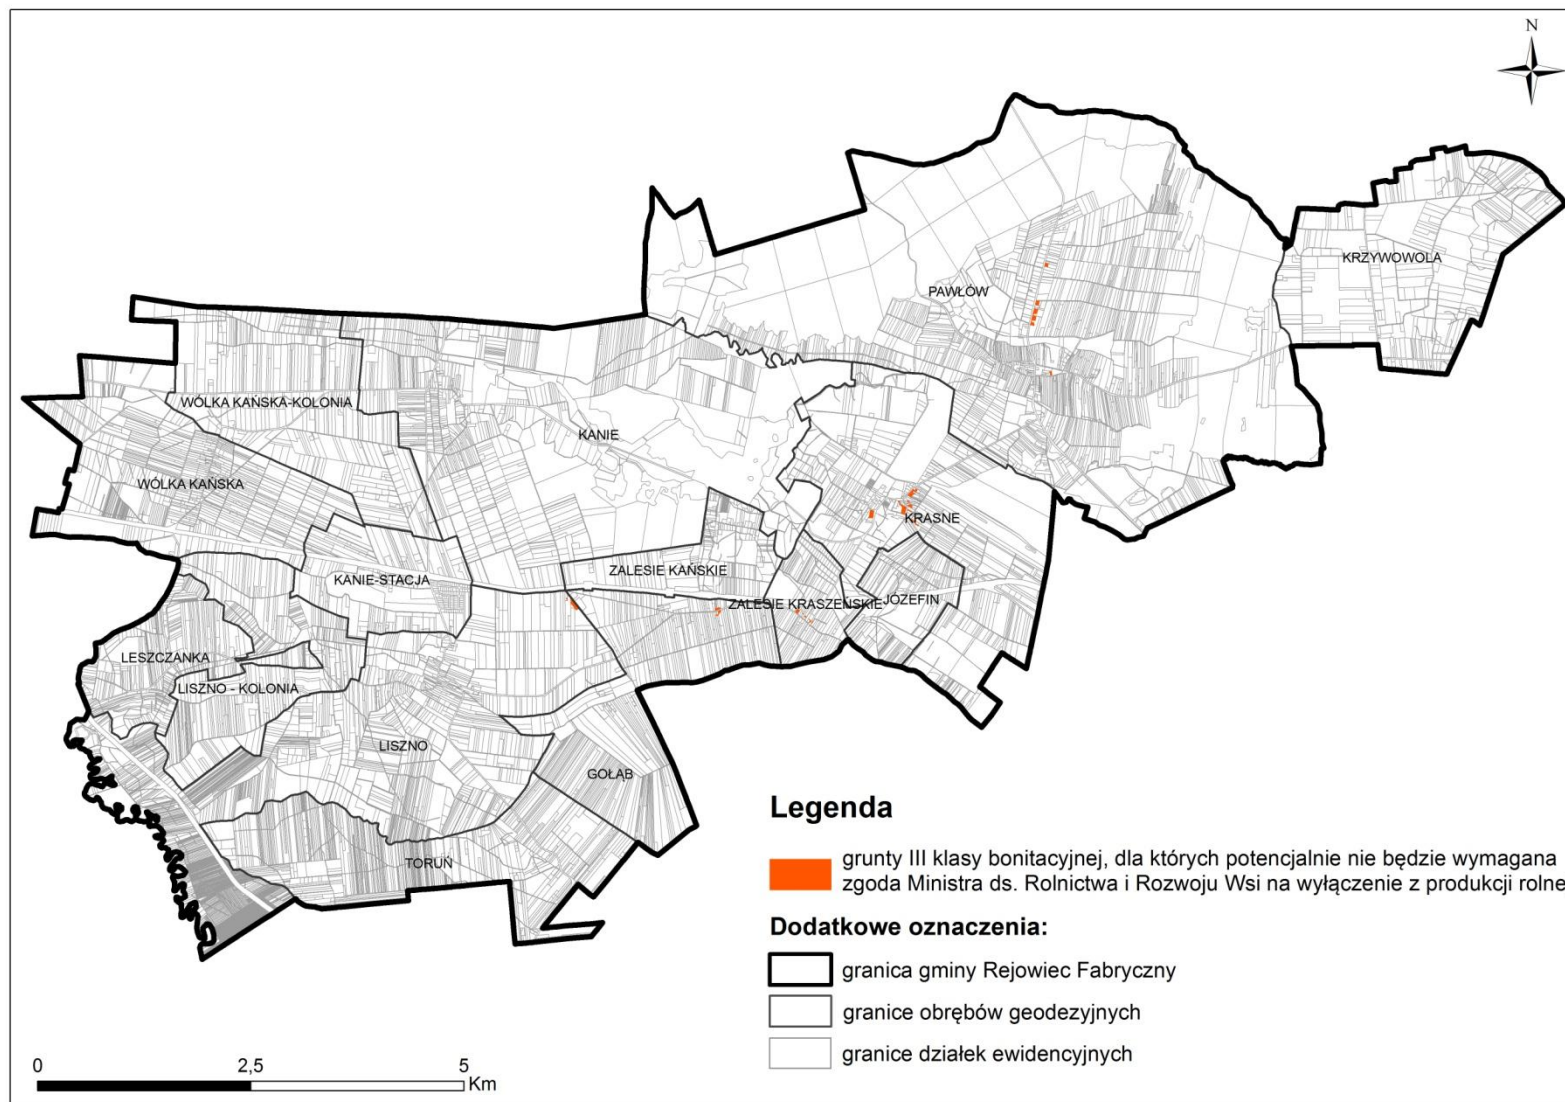 N
KRZYWOWOLA
PAWŁÓW
WÓLKA KAŃSKA-KOLONIA
KANIE
WÓLKA KAŃSKA
KRASNE
ZALESIE KAŃSKIE
KANIE-STACJA
ZALESIE KRASZEŃSKIE
JÓZEFIN
LESZCZANKA
LISZNO - KOLONIA
LISZNO
GOŁĄB
TORUŃ
Legenda
grunty III klasy bonitacyjnej, dla których potencjalnie nie będzie wymagana
zgoda Ministra ds. Rolnictwa i Rozwoju Wsi na wyłączenie z produkcji rolne
Dodatkowe oznaczenia:
granica gminy Rejowiec Fabryczny
granice obrębów geodezyjnych
granice działek ewidencyjnych
0 2,5 5
Km